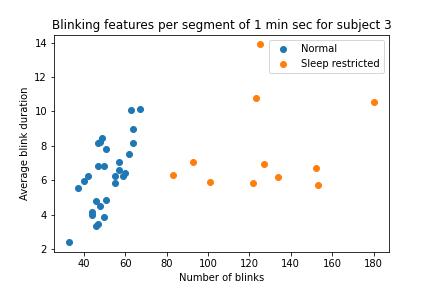 Blinking features per segment of 1 min sec for subject 3
Normal
Sleep restricted
14
12
10
8
6
4
2
Average blink duration
40 60 80 100 120 140 160 180
Number of blinks